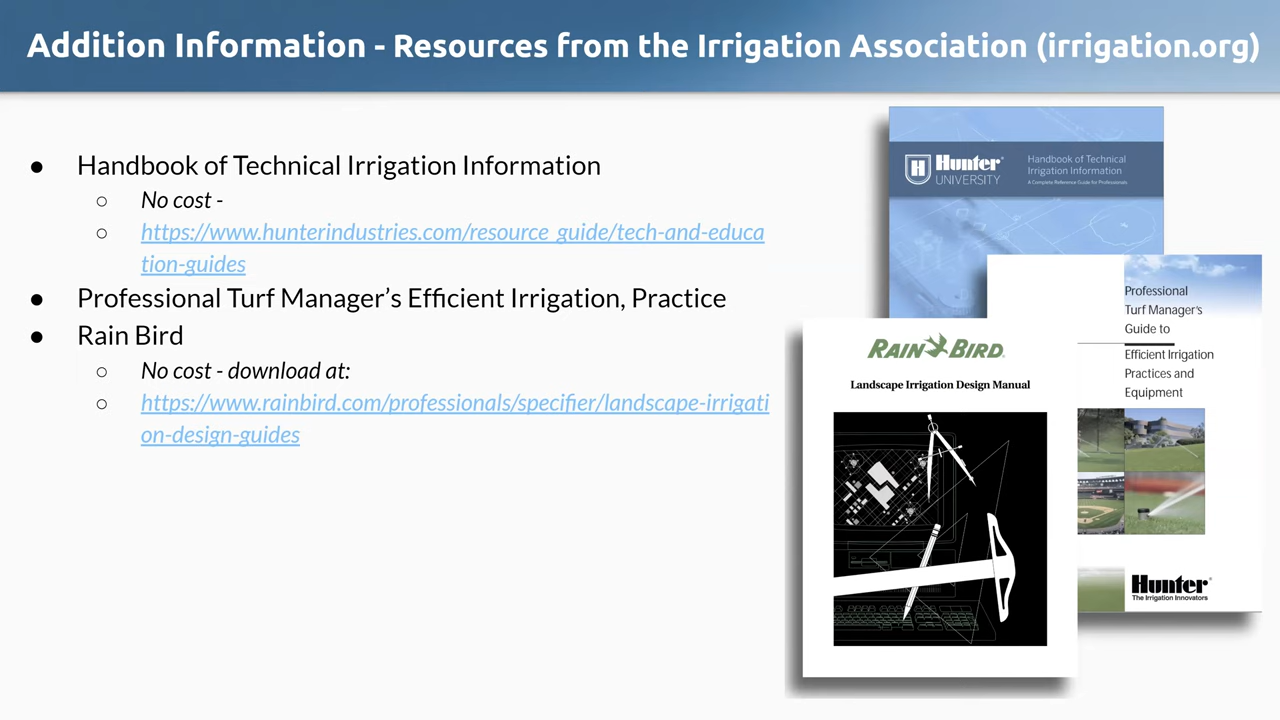 Addition Information - Resources from the Irrigation Association (irrigation.org)
● Handbook of Technical Irrigation Information
○ No cost -
○ https://www.hunterindustries.com/resource_guide/tech-and-educa
tion-guides
● Professional Turf Manager's Efficient Irrigation, Practice
● Rain Bird
○ No cost - download at:
○ https://www.rainbird.com/professionals/specifier/landscape-irrigati
on-design-guides
H Hunter®
UNIVERSITY
Handbook of Technical
Irrigation Information
A Complete Reference Guide for Professionals
Professional
Turf Manager's
Guide to
Efficient Irrigation
Practices and
Equipment
Hunter®
The Irrigation Innovators
RAIN BIRD®
Landscape Irrigation Design Manual